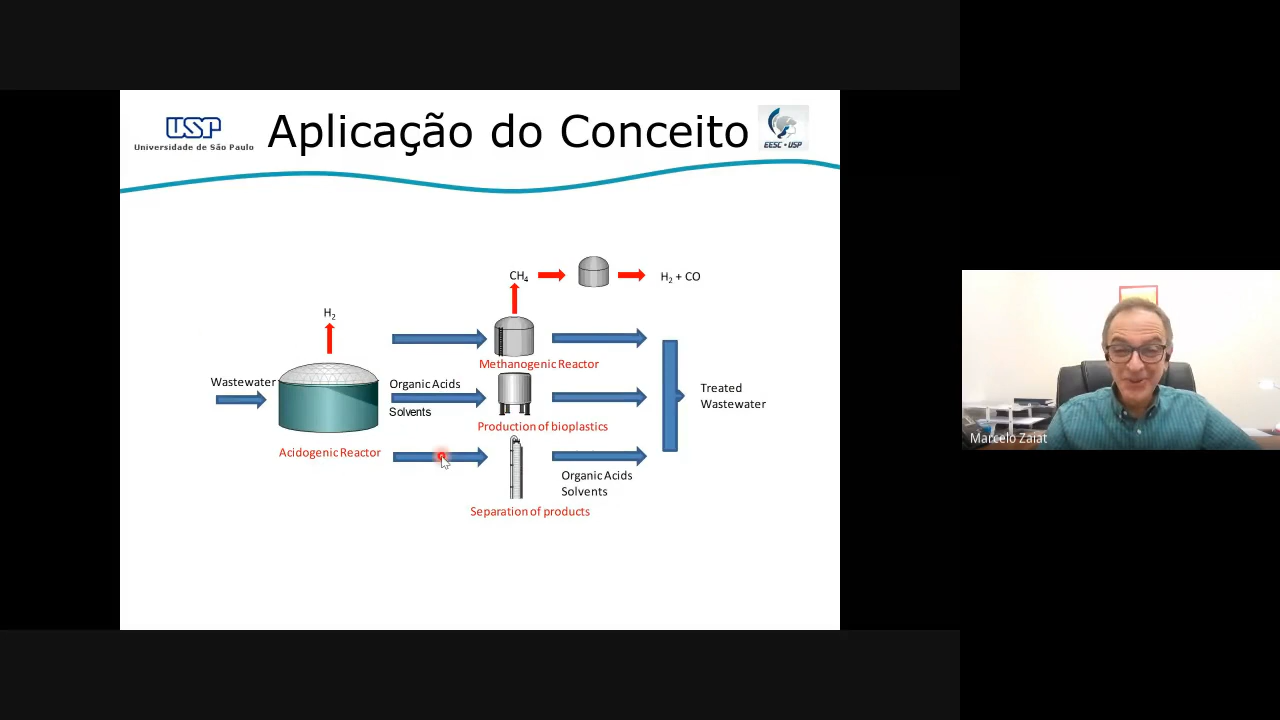 USP
Universidade de São Paulo
Aplicação do Conceito
EESC • USP
CH4
H2 + CO
H2
Methanogenic Reactor
Wastewater
Organic Acids
Solvents
Treated
Wastewater
Production of bioplastics
Acidogenic Reactor
Organic Acids
Solvents
Separation of products
Marcelo Zaiat